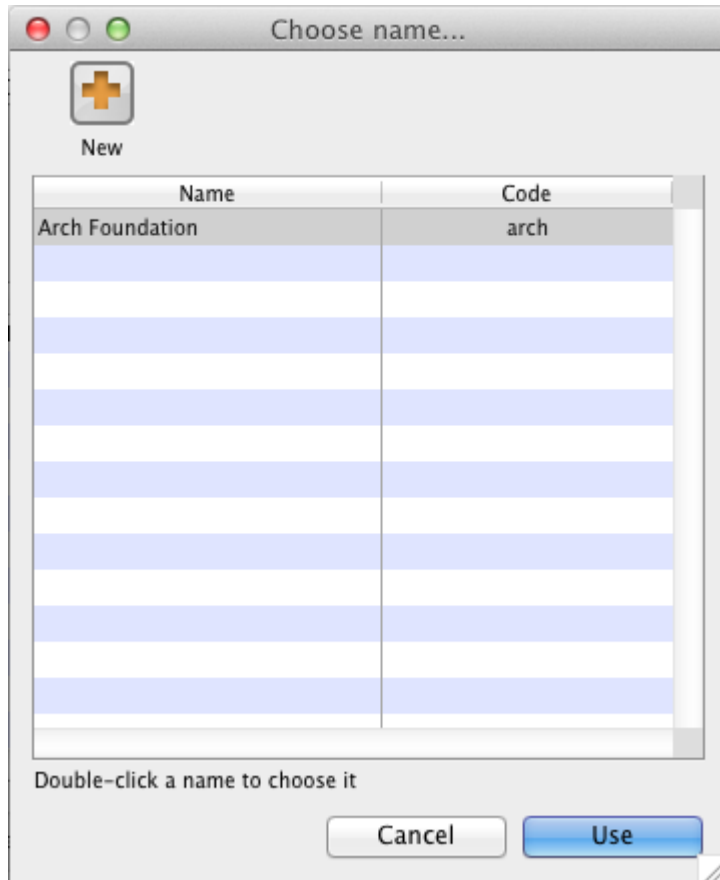 Choose name...
New
Name Code
Arch Foundation arch
Double-click a name to choose it
Cancel Use